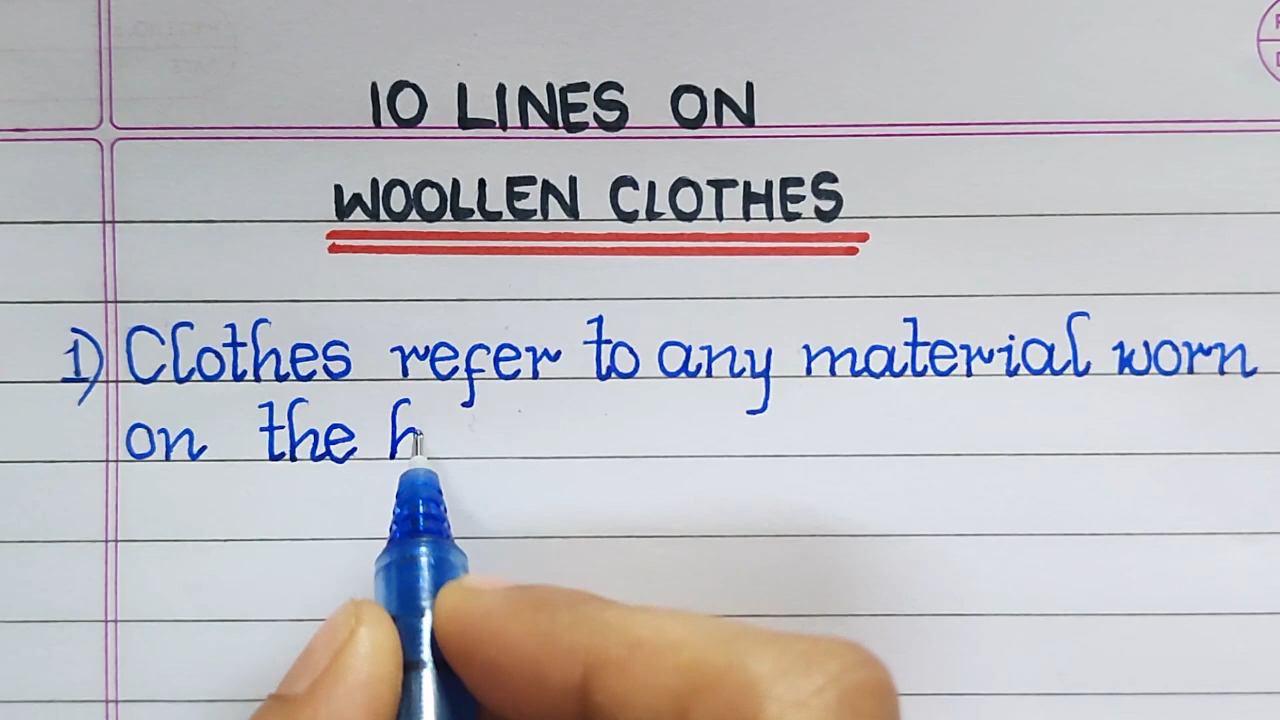 10 LINES ON
WOOLLEN CLOTHES
1) Clothes refer to any material worn
on the h